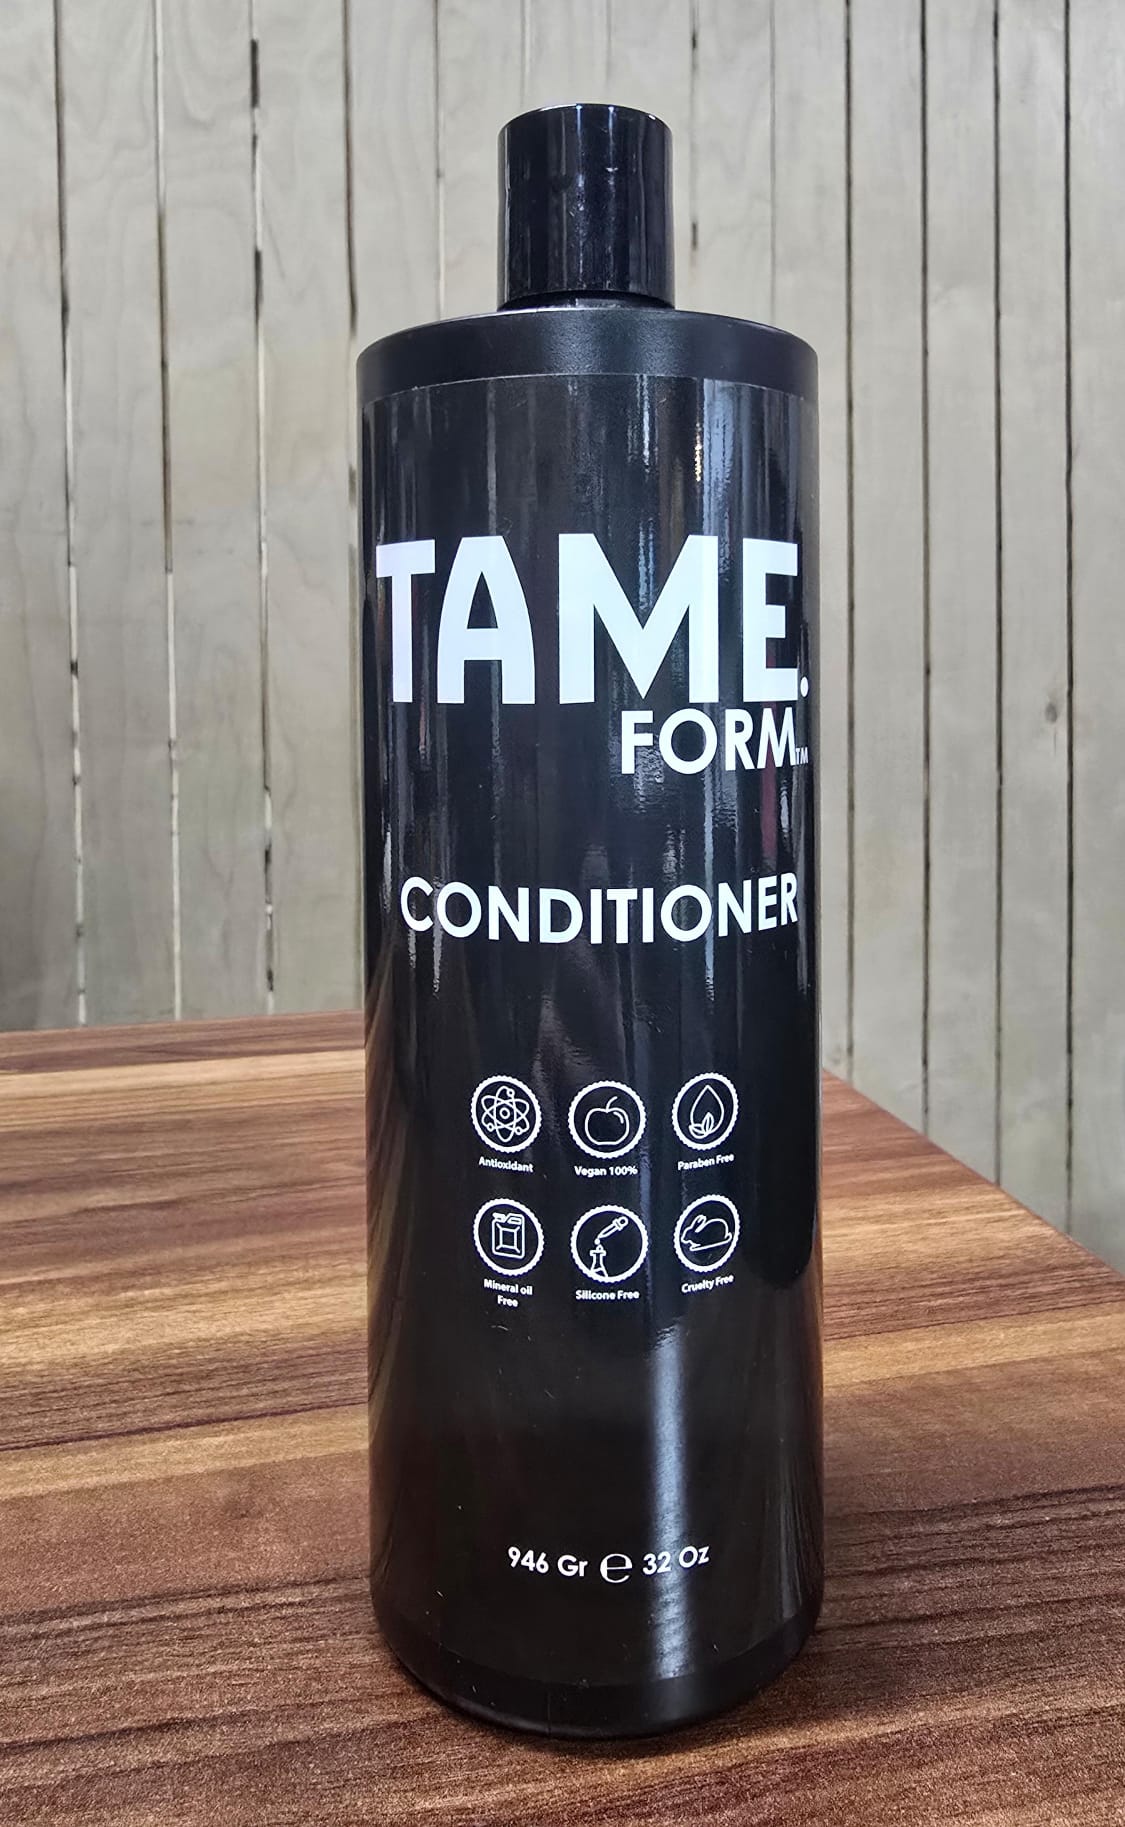 TAME.
FORM™
CONDITIONER
Antioxidant Vegan 100% Paraben Free
Mineral oil Free Silicone Free Cruelty Free
946 Gr ℮ 32 Oz